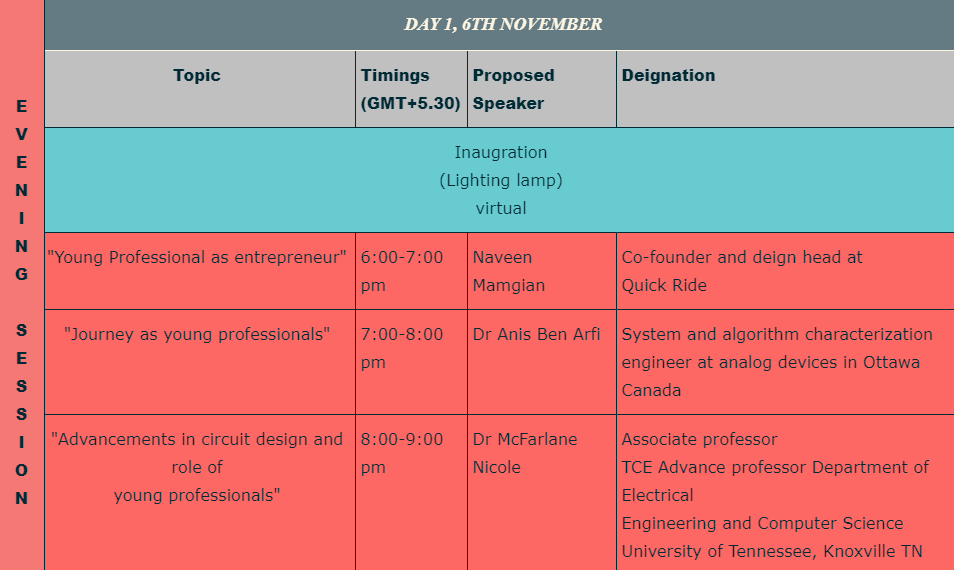 DAY 1, 6TH NOVEMBER
EVENING SESSION
Topic
Timings
(GMT+5.30)
Proposed
Speaker
Deignation
Inaugration
(Lighting lamp)
virtual
"Young Professional as entrepreneur"
6:00-7:00
pm
Naveen
Mamgian
Co-founder and deign head at
Quick Ride
"Journey as young professionals"
7:00-8:00
pm
Dr Anis Ben Arfi
System and algorithm characterization
engineer at analog devices in Ottawa
Canada
"Advancements in circuit design and
role of
young professionals"
8:00-9:00
pm
Dr McFarlane
Nicole
Associate professor
TCE Advance professor Department of
Electrical
Engineering and Computer Science
University of Tennessee, Knoxville TN